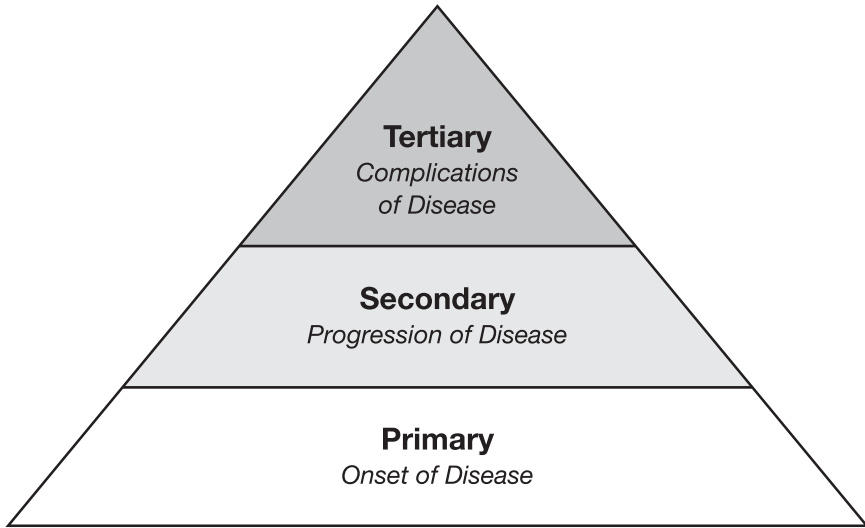 Tertiary
Complications
of Disease
Secondary
Progression of Disease
Primary
Onset of Disease